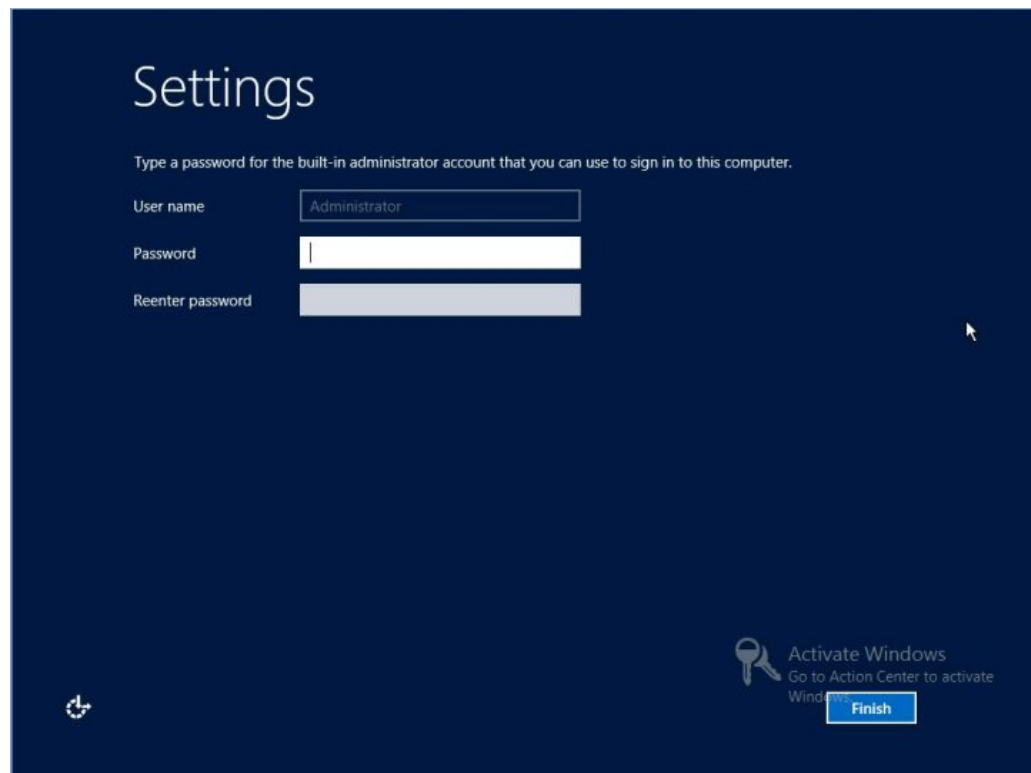 Settings
Type a password for the built-in administrator account that you can use to sign in to this computer.
User name
Administrator
Password
Reenter password
Activate Windows
Go to Action Center to activate
Windows.
Finish